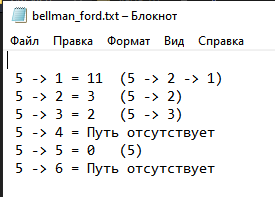 bellman_ford.txt – Блокнот
Файл Правка Формат Вид Справка
5 -> 1 = 11 (5 -> 2 -> 1)
5 -> 2 = 3 (5 -> 2)
5 -> 3 = 2 (5 -> 3)
5 -> 4 = Путь отсутствует
5 -> 5 = 0 (5)
5 -> 6 = Путь отсутствует